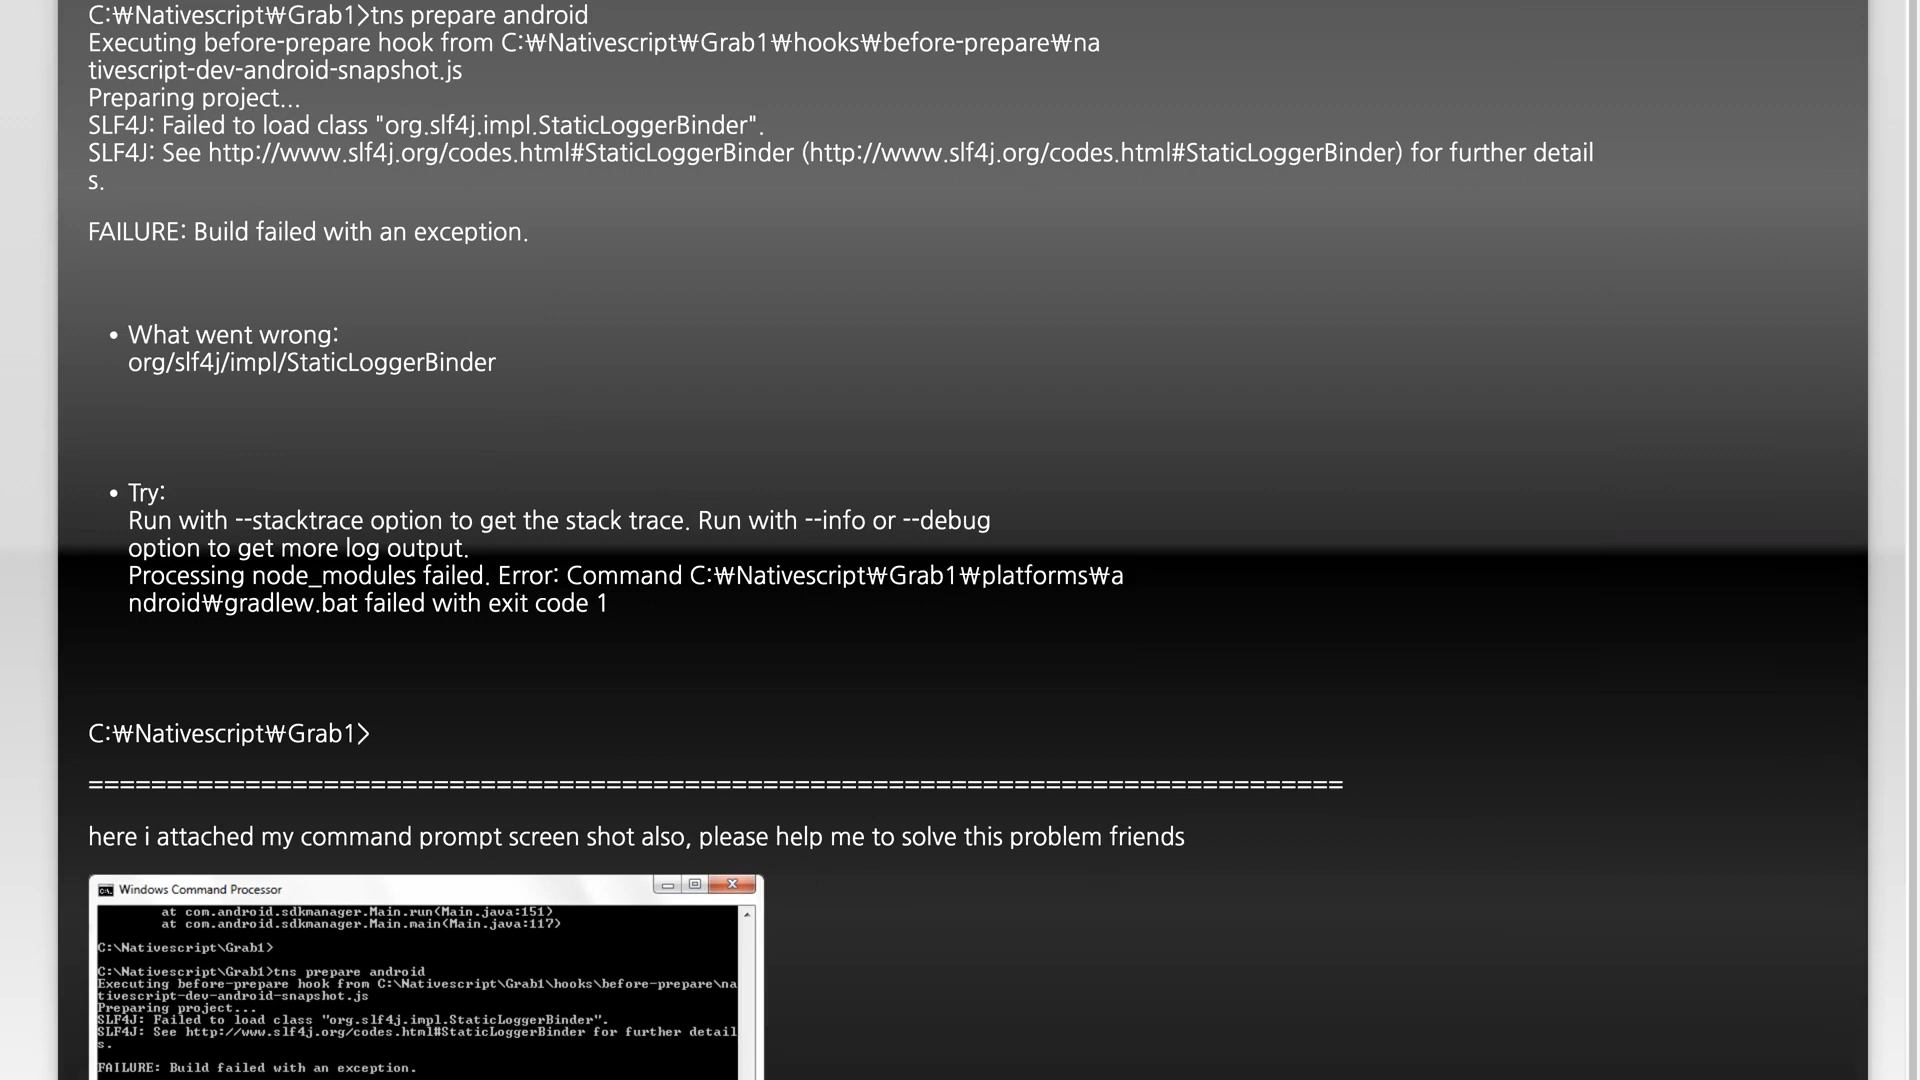 C:₩Nativescript₩Grab1>tns prepare android
Executing before-prepare hook from C:₩Nativescript₩Grab1₩hooks₩before-prepare₩na
tivescript-dev-android-snapshot.js
Preparing project...
SLF4J: Failed to load class "org.slf4j.impl.StaticLoggerBinder".
SLF4J: See http://www.slf4j.org/codes.html#StaticLoggerBinder (http://www.slf4j.org/codes.html#StaticLoggerBinder) for further detail
s.
FAILURE: Build failed with an exception.
• What went wrong:
org/slf4j/impl/StaticLoggerBinder
• Try:
Run with --stacktrace option to get the stack trace. Run with --info or --debug
option to get more log output.
Processing node_modules failed. Error: Command C:₩Nativescript₩Grab1₩platforms₩a
ndroid₩gradlew.bat failed with exit code 1
C:₩Nativescript₩Grab1>
================================================================================
here i attached my command prompt screen shot also, please help me to solve this problem friends
Windows Command Processor
at com.android.sdkmanager.Main.run(Main.java:151)
at com.android.sdkmanager.Main.main(Main.java:117)
C:\Nativescript\Grab1>
C:\Nativescript\Grab1>tns prepare android
Executing before-prepare hook from C:\Nativescript\Grab1\hooks\before-prepare\na
tivescript-dev-android-snapshot.js
Preparing project...
SLF4J: Failed to load class "org.slf4j.impl.StaticLoggerBinder".
SLF4J: See http://www.slf4j.org/codes.html#StaticLoggerBinder for further detail
s.
FAILURE: Build failed with an exception.